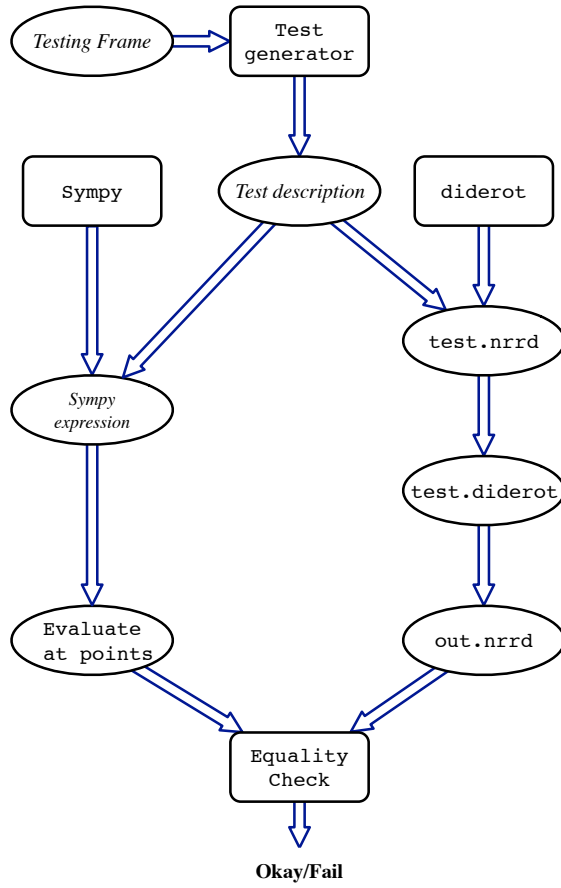 Testing Frame
Test
generator
Sympy
Test description
diderot
test.nrrd
Sympy
expression
test.diderot
Evaluate
at points
out.nrrd
Equality
Check
Okay/Fail